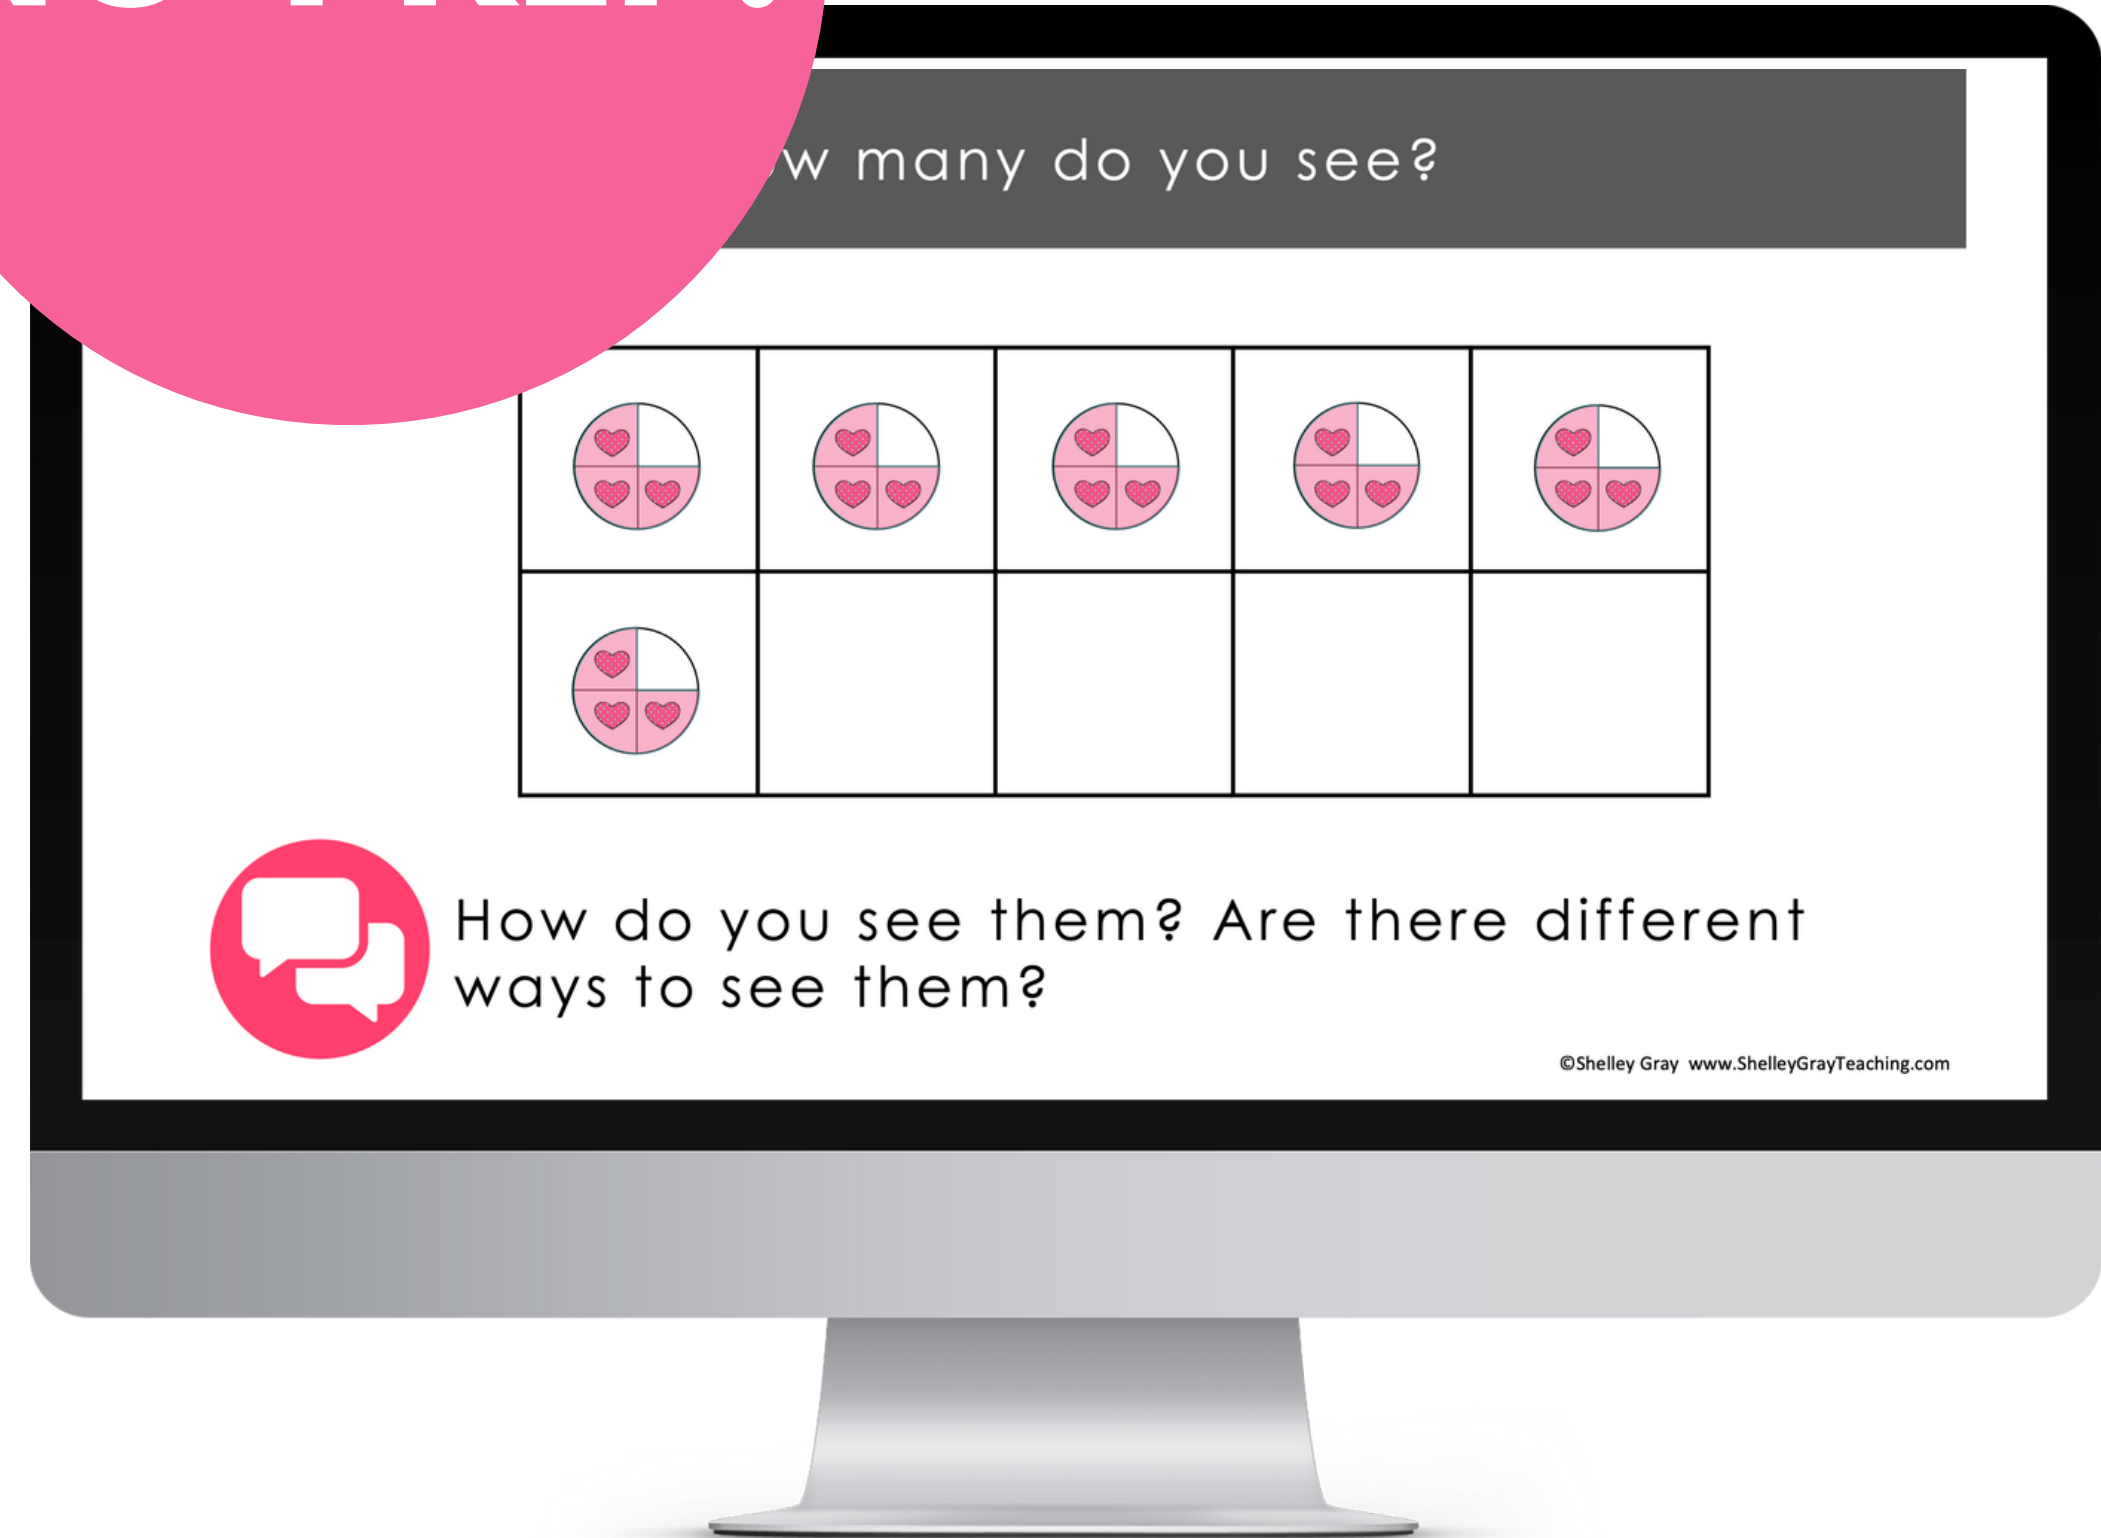 many do you see?
How do you see them? Are there different
ways to see them?
©Shelley Gray www.ShelleyGrayTeaching.com